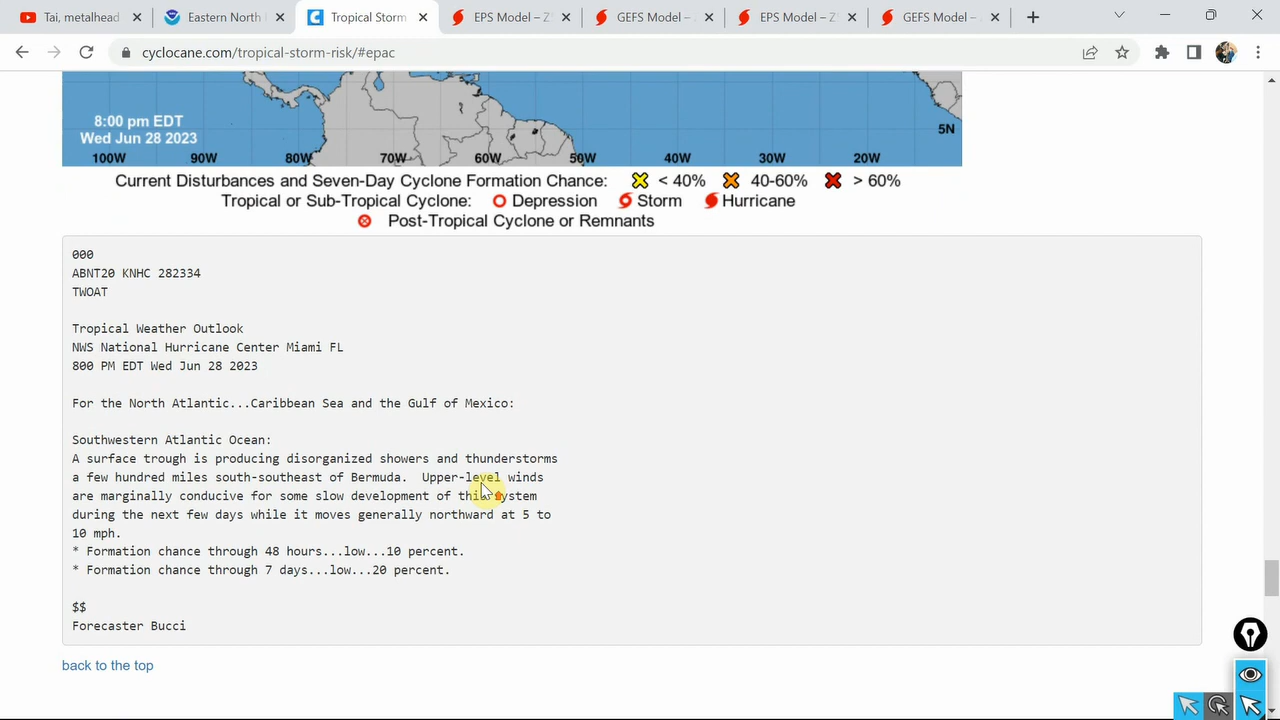 Tai, metalhead
Eastern North
Tropical Storm
EPS Model – Z
GEFS Model –
EPS Model – Z
GEFS Model –
cyclocane.com/tropical-storm-risk/#epac
8:00 pm EDT
Wed Jun 28 2023
5N
100W 90W 80W 70W 60W 50W 40W 30W 20W
Current Disturbances and Seven-Day Cyclone Formation Chance: < 40% 40-60% > 60%
Tropical or Sub-Tropical Cyclone: Depression Storm Hurricane
Post-Tropical Cyclone or Remnants
000
ABNT20 KNHC 282334
TWOAT
Tropical Weather Outlook
NWS National Hurricane Center Miami FL
800 PM EDT Wed Jun 28 2023
For the North Atlantic...Caribbean Sea and the Gulf of Mexico:
Southwestern Atlantic Ocean:
A surface trough is producing disorganized showers and thunderstorms
a few hundred miles south-southeast of Bermuda. Upper-level winds
are marginally conducive for some slow development of this system
during the next few days while it moves generally northward at 5 to
10 mph.
* Formation chance through 48 hours...low...10 percent.
* Formation chance through 7 days...low...20 percent.
$$
Forecaster Bucci
back to the top